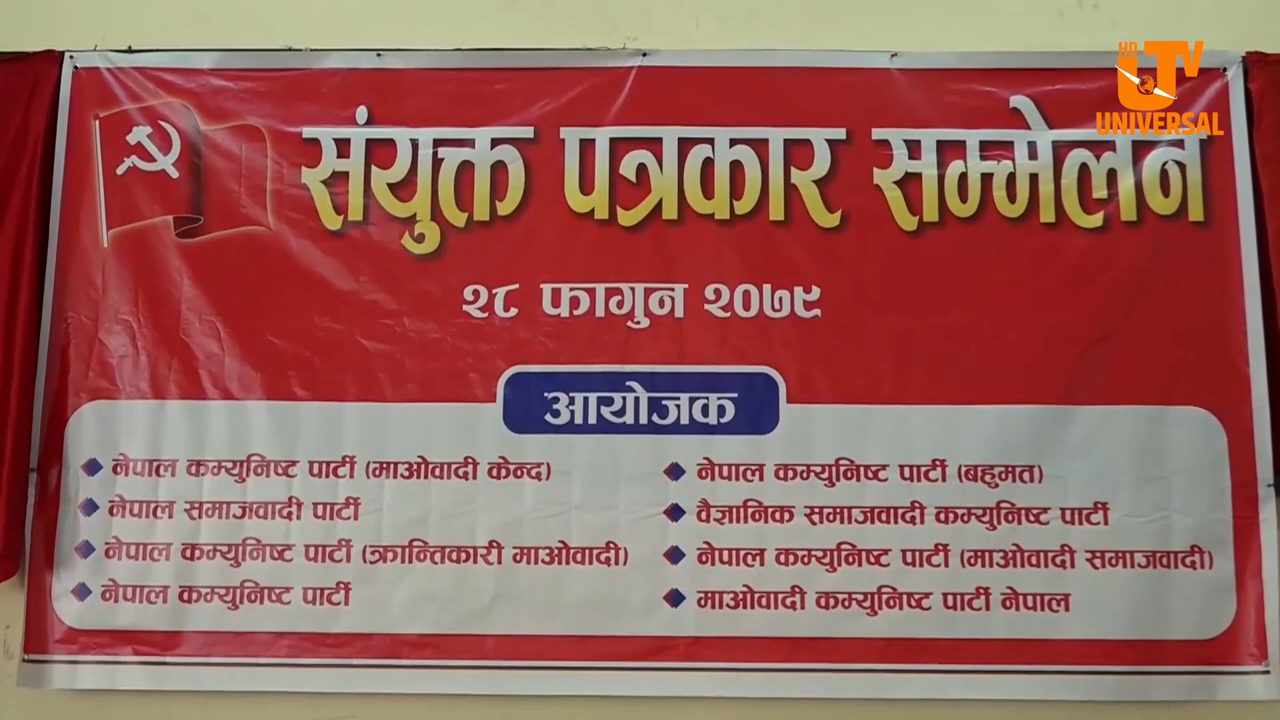 HD
UTV
UNIVERSAL
संयुक्त पत्रकार सम्मेलन
२८ फागुन २०७९
आयोजक
नेपाल कम्युनिष्ट पार्टी (माओवादी केन्द)
नेपाल समाजवादी पार्टी
नेपाल कम्युनिष्ट पार्टी (क्रान्तिकारी माओवादी)
नेपाल कम्युनिष्ट पार्टी
नेपाल कम्युनिष्ट पार्टी (बहुमत)
वैज्ञानिक समाजवादी कम्युनिष्ट पार्टी
नेपाल कम्युनिष्ट पार्टी (माओवादी समाजवादी)
माओवादी कम्युनिष्ट पार्टी नेपाल